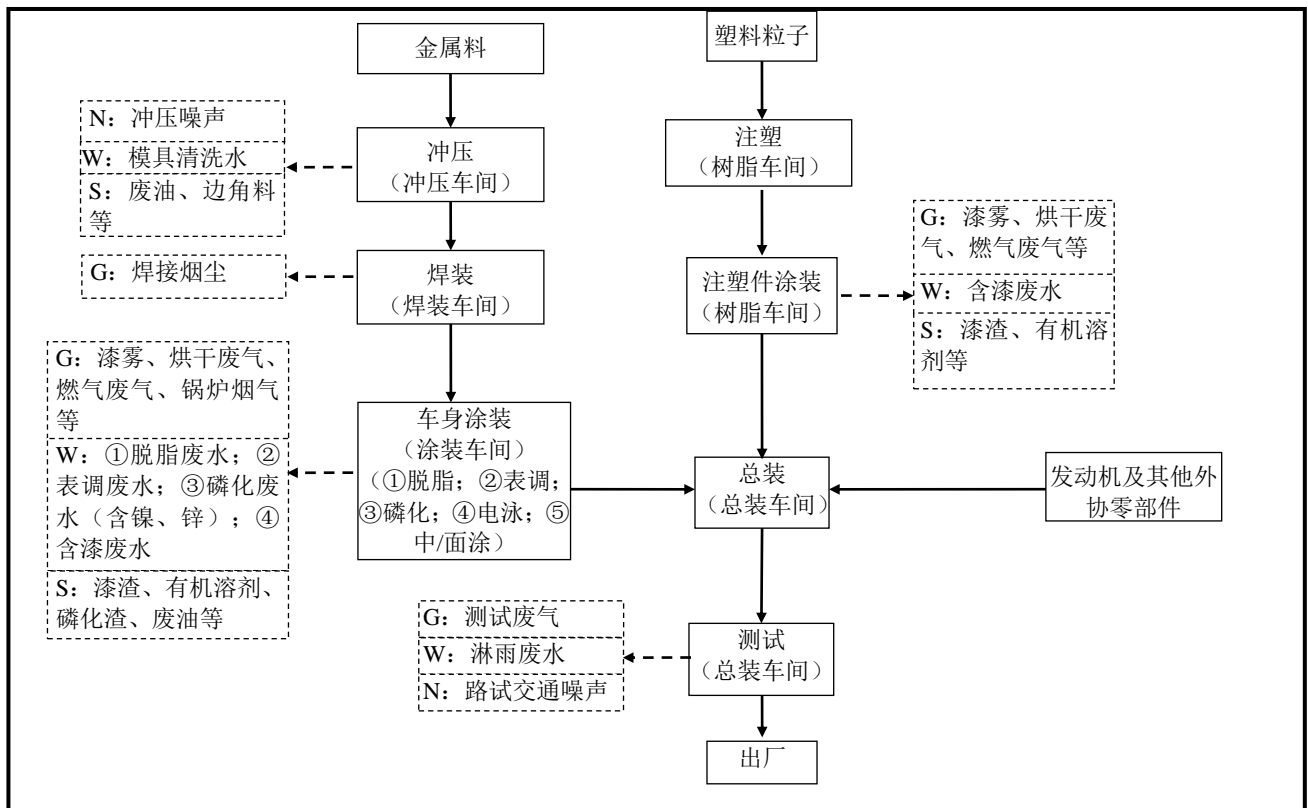 金属料
塑料粒子
N：冲压噪声
W：模具清洗水
S：废油、边角料
等
冲压
（冲压车间）
注塑
（树脂车间）
G：焊接烟尘
焊装
（焊装车间）
注塑件涂装
（树脂车间）
G：漆雾、烘干废
气、燃气废气等
W：含漆废水
S：漆渣、有机溶
剂等
G：漆雾、烘干废气、
燃气废气、锅炉烟气
等
W：①脱脂废水；②
表调废水；③磷化废
水（含镍、锌）；④
含漆废水
S：漆渣、有机溶剂、
磷化渣、废油等
车身涂装
（涂装车间）
（①脱脂；②表调；
③磷化；④电泳；⑤
中/面涂）
总装
（总装车间）
发动机及其他外
协零部件
G：测试废气
W：淋雨废水
N：路试交通噪声
测试
（总装车间）
出厂